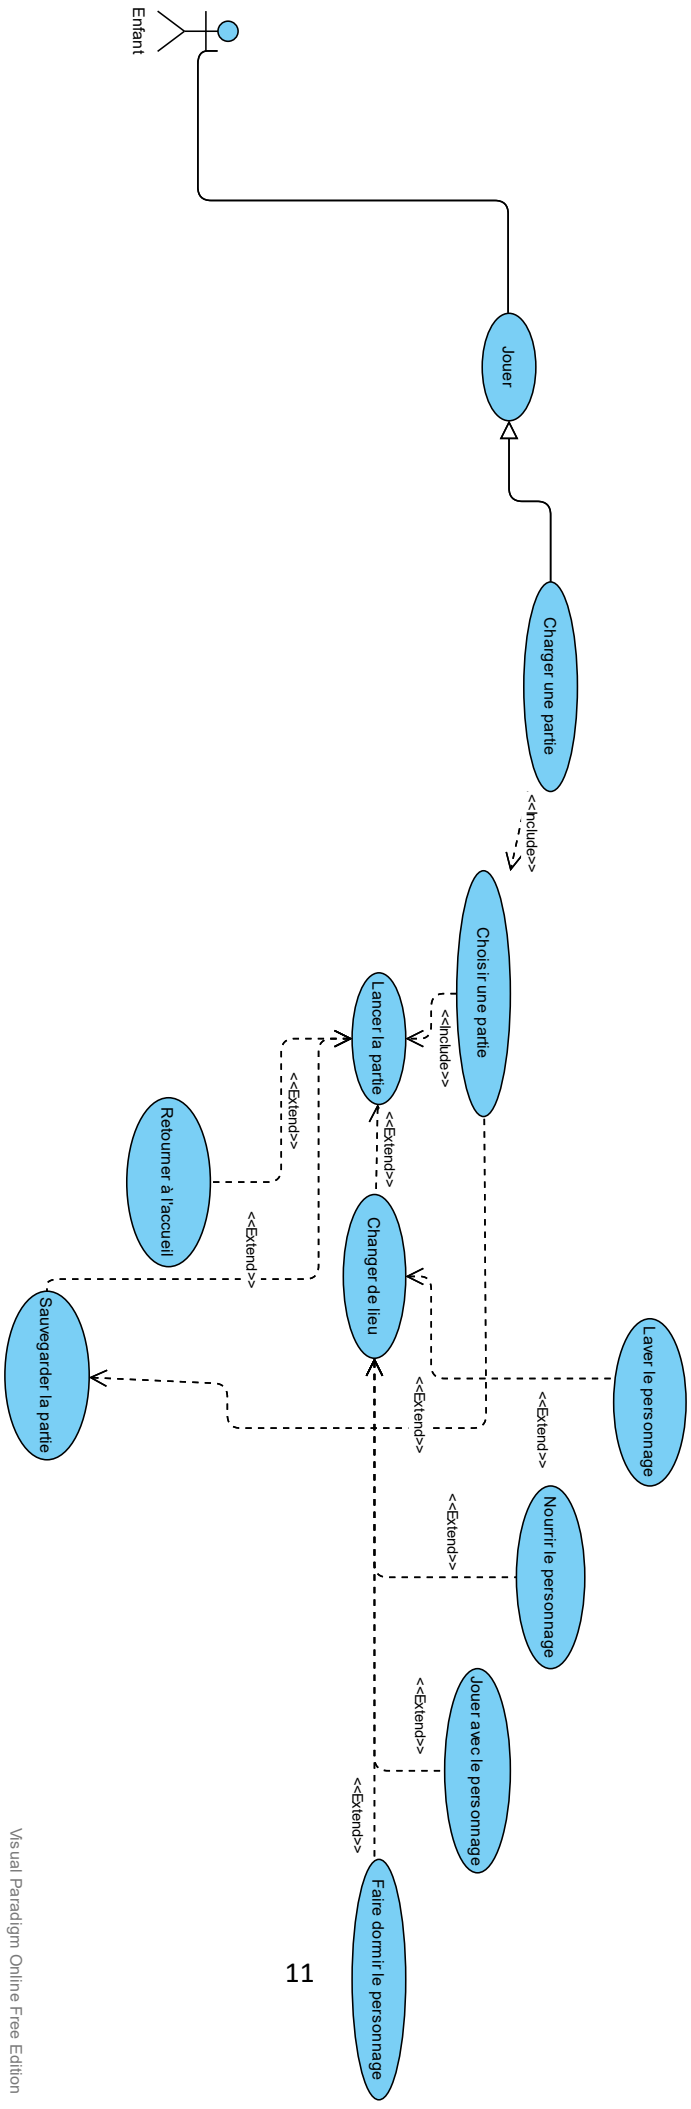 Enfant
Jouer
Charger une partie
<<Include>>
Choisir une partie
<<Include>>
Lancer la partie
<<Extend>>
<<Extend>>
Retourner à l'accueil
<<Extend>>
Changer de lieu
Sauvegarder la partie
Laver le personnage
<<Extend>>
<<Extend>>
Nourrir le personnage
<<Extend>>
Jouer avec le personnage
<<Extend>>
<<Extend>>
Faire dormir le personnage
11
Visual Paradigm Online Free Edition